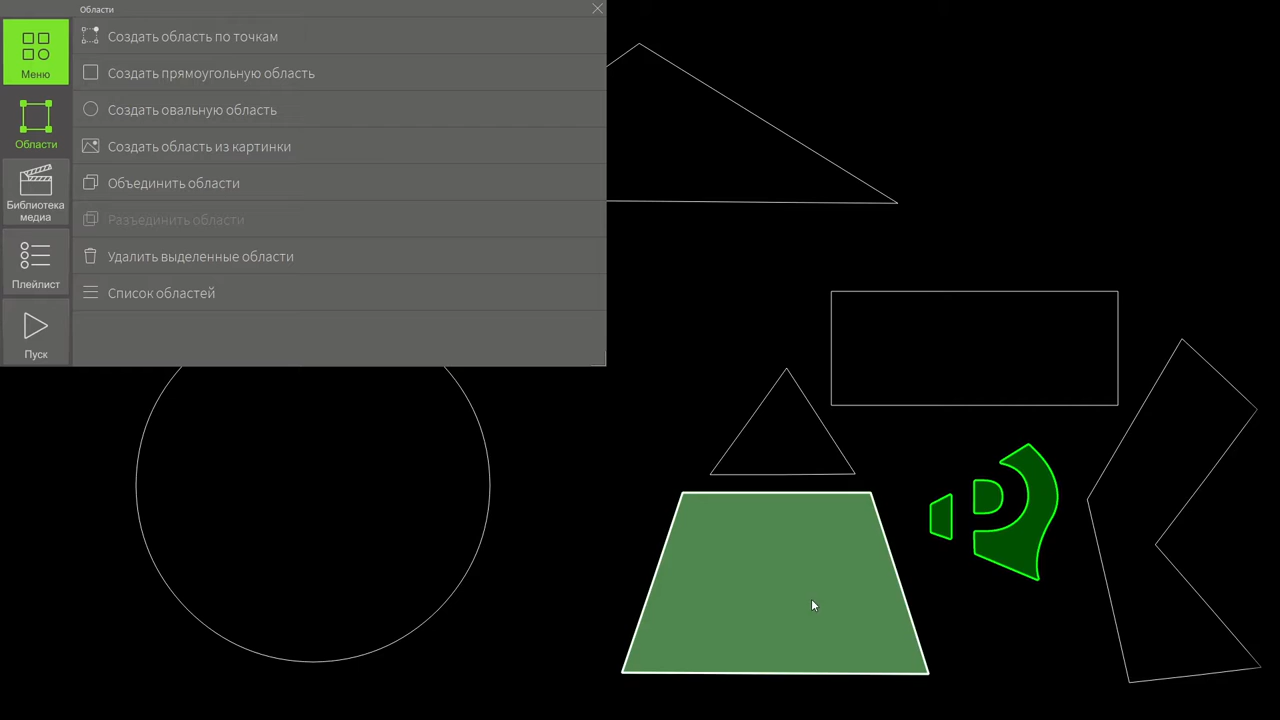 Области
Меню
Области
Библиотека
медиа
Плейлист
Пуск
Создать область по точкам
Создать прямоугольную область
Создать овальную область
Создать область из картинки
Объединить области
Разъединить области
Удалить выделенные области
Список областей